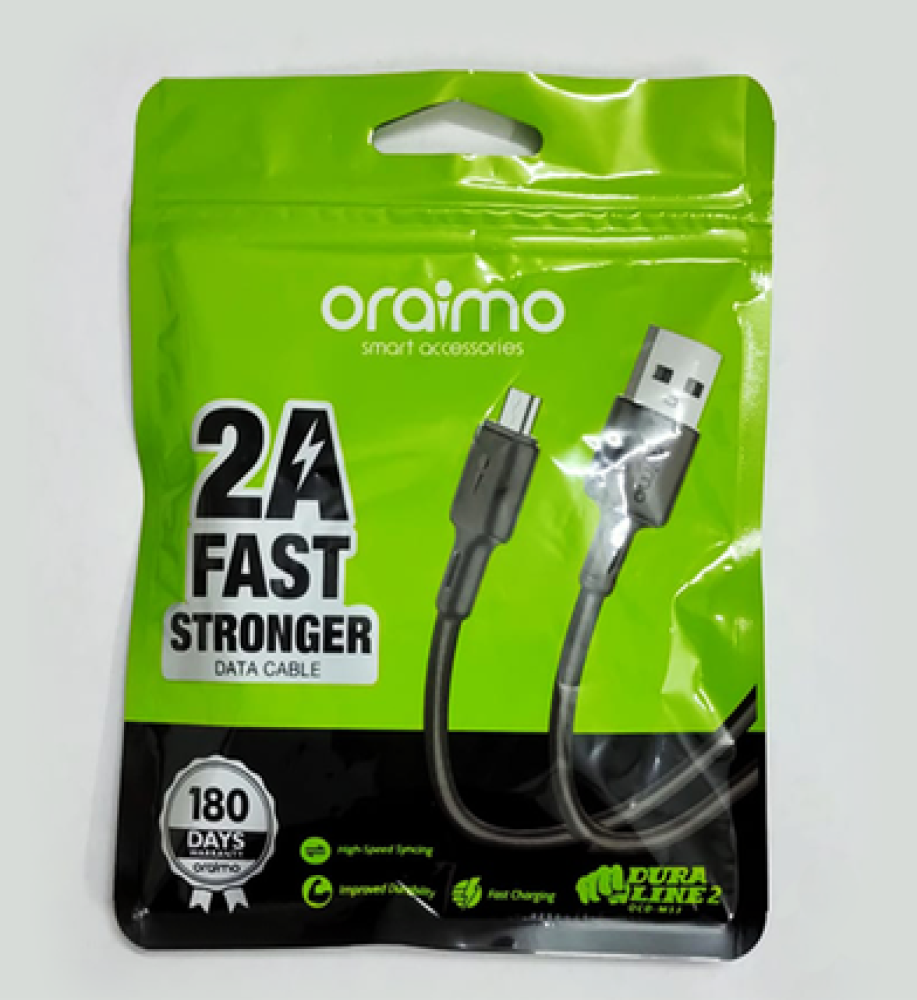 oraimo
smart accessories
2A
FAST
STRONGER
DATA CABLE
180
DAYS
WARRANTY
oraimo
High-Speed Syncing
Improved Durability
Fast Charging
DURA
LINE 2